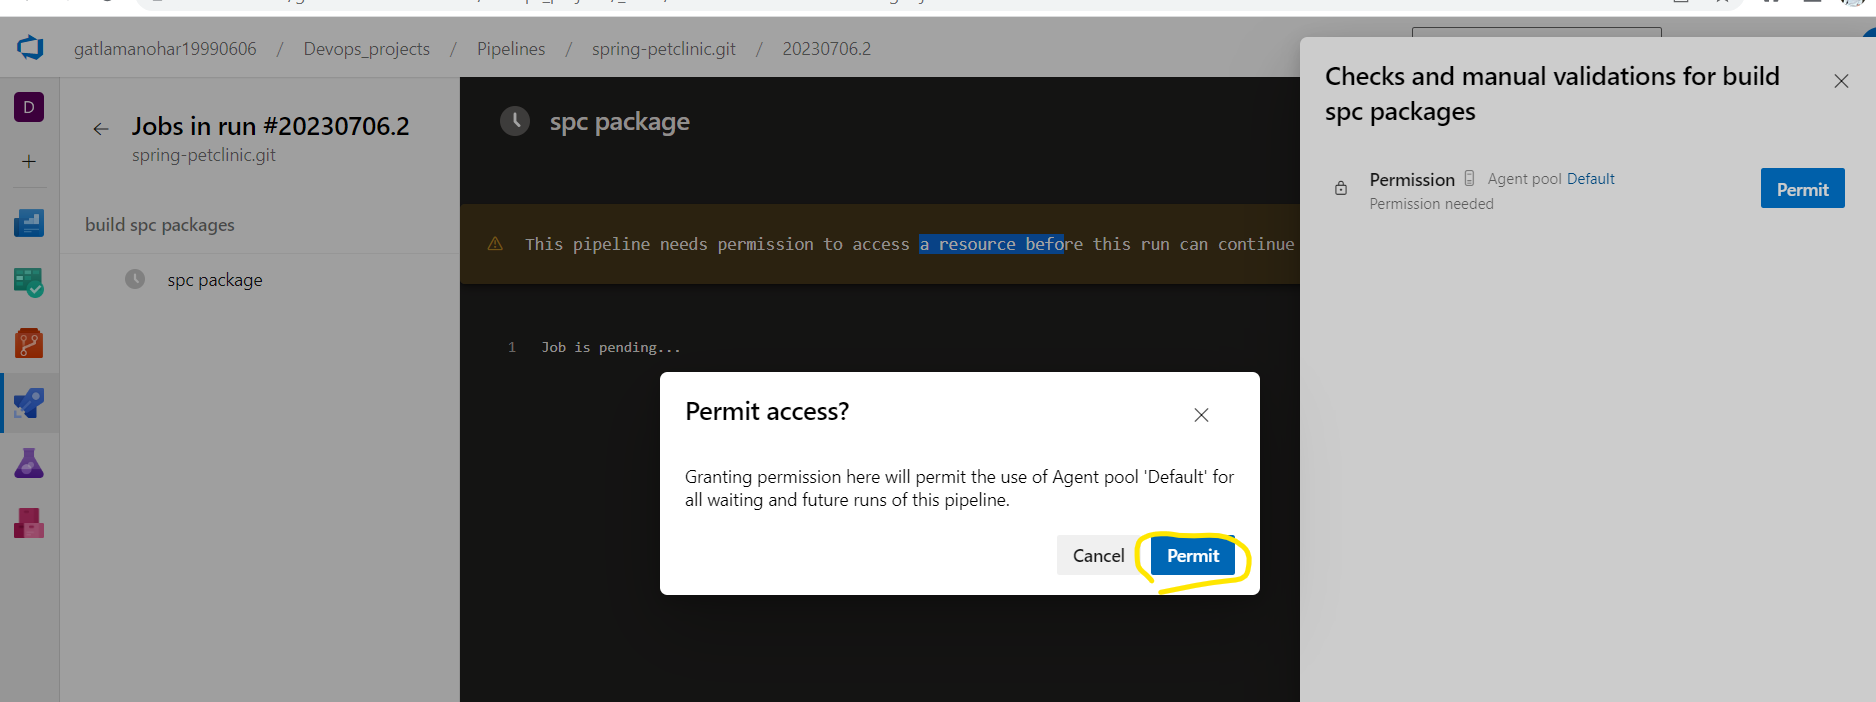 gatlamanohar19990606 / Devops_projects / Pipelines / spring-petclinic.git / 20230706.2
D
Jobs in run #20230706.2
spring-petclinic.git
build spc packages
spc package
spc package
This pipeline needs permission to access a resource before this run can continue
1 Job is pending...
Permit access?
Granting permission here will permit the use of Agent pool 'Default' for
all waiting and future runs of this pipeline.
Cancel Permit
Checks and manual validations for build
spc packages
Permission Agent pool Default
Permission needed
Permit